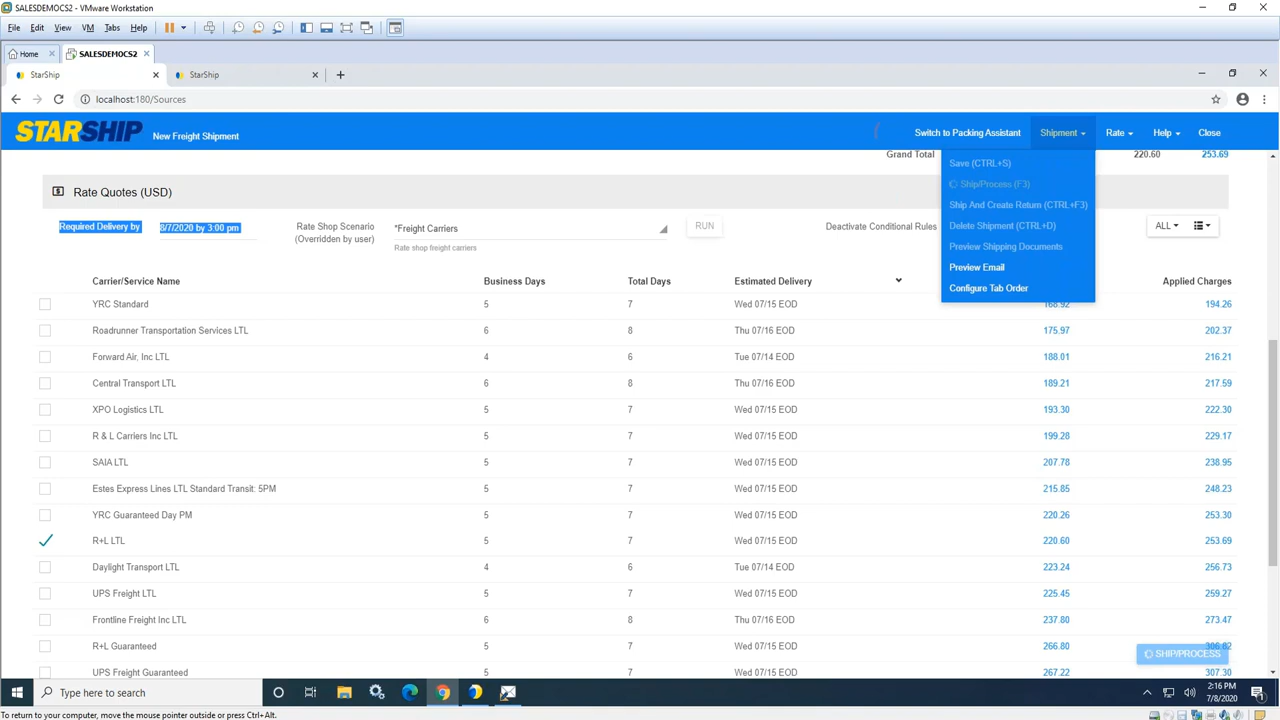 SALESDEMOCS2 - VMware Workstation
File Edit View VM Tabs Help
Home SALESDEMOCS2
StarShip StarShip
localhost:180/Sources
STARSHIP New Freight Shipment Switch to Packing Assistant Shipment Rate Help Close
Grand Total 220.60 253.69
Save (CTRL+S)
Ship/Process (F3)
Ship And Create Return (CTRL+F3)
Delete Shipment (CTRL+D)
Preview Shipping Documents
Preview Email
Configure Tab Order
Rate Quotes (USD)
Required Delivery by 8/7/2020 by 3:00 pm Rate Shop Scenario *Freight Carriers RUN Deactivate Conditional Rules ALL
(Overridden by user) Rate shop freight carriers
Carrier/Service Name Business Days Total Days Estimated Delivery Applied Charges
YRC Standard 5 7 Wed 07/15 EOD 168.92 194.26
Roadrunner Transportation Services LTL 6 8 Thu 07/16 EOD 175.97 202.37
Forward Air, Inc LTL 4 6 Tue 07/14 EOD 188.01 216.21
Central Transport LTL 6 8 Thu 07/16 EOD 189.21 217.59
XPO Logistics LTL 5 7 Wed 07/15 EOD 193.30 222.30
R & L Carriers Inc LTL 5 7 Wed 07/15 EOD 199.28 229.17
SAIA LTL 5 7 Wed 07/15 EOD 207.78 238.95
Estes Express Lines LTL Standard Transit: 5PM 5 7 Wed 07/15 EOD 215.85 248.23
YRC Guaranteed Day PM 5 7 Wed 07/15 EOD 220.26 253.30
R+L LTL 5 7 Wed 07/15 EOD 220.60 253.69
Daylight Transport LTL 4 6 Tue 07/14 EOD 223.24 256.73
UPS Freight LTL 5 7 Wed 07/15 EOD 225.45 259.27
Frontline Freight Inc LTL 6 8 Thu 07/16 EOD 237.80 273.47
R+L Guaranteed 5 7 Wed 07/15 EOD 266.80 306.82
SHIP/PROCESS
UPS Freight Guaranteed 5 7 Wed 07/15 EOD 267.22 307.30
Type here to search 2:16 PM
7/8/2020
To return to your computer, move the mouse pointer outside or press Ctrl+Alt.